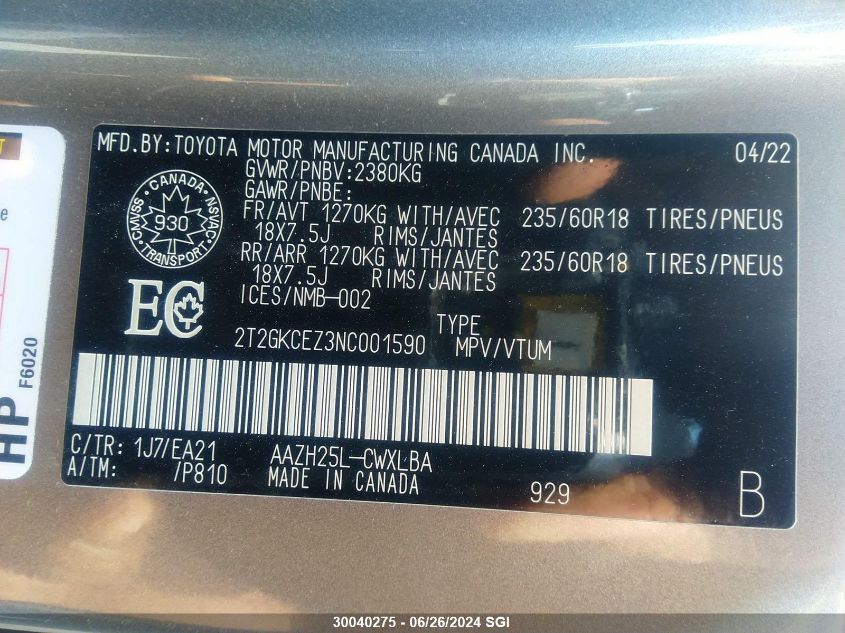 MFD.BY:TOYOTA MOTOR MANUFACTURING CANADA INC. 04/22
GVWR/PNBV:2380KG
GAWR/PNBE:
FR/AVT 1270KG WITH/AVEC 235/60R18 TIRES/PNEUS
18X7.5J RIMS/JANTES
RR/ARR 1270KG WITH/AVEC 235/60R18 TIRES/PNEUS
18X7.5J RIMS/JANTES
ICES/NMB-002
CANADA
CMVSS 930 NSVAC
TRANSPORT
EC
TYPE
2T2GKCEZ3NC001590 MPV/VTUM
C/TR: 1J7/EA21 AAZH25L-CWXLBA
A/TM: /P810 MADE IN CANADA 929 B
HP
F6020
30040275 - 06/26/2024 SGI